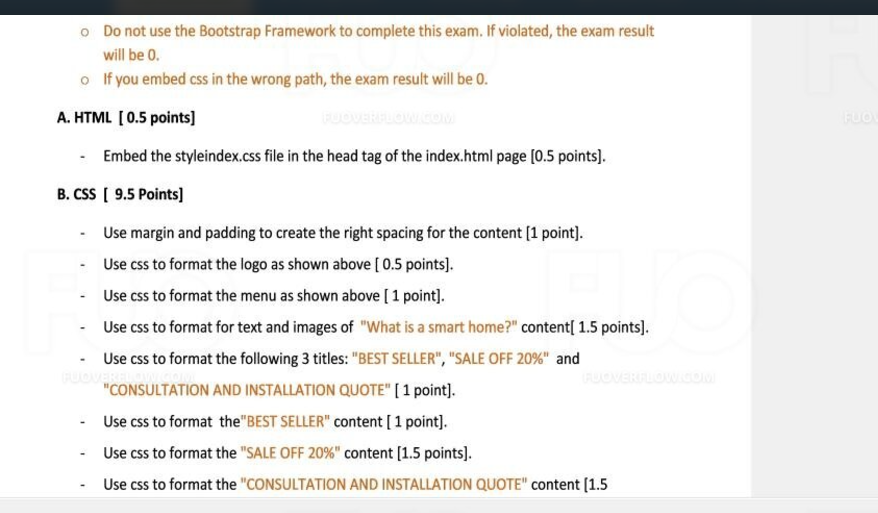 o Do not use the Bootstrap Framework to complete this exam. If violated, the exam result
will be 0.
o If you embed css in the wrong path, the exam result will be 0.
A. HTML [ 0.5 points]
FUOVERFLOW.COM
- Embed the styleindex.css file in the head tag of the index.html page [0.5 points].
B. CSS [ 9.5 Points]
- Use margin and padding to create the right spacing for the content [1 point].
- Use css to format the logo as shown above [ 0.5 points].
- Use css to format the menu as shown above [ 1 point].
- Use css to format for text and images of "What is a smart home?" content[ 1.5 points].
- Use css to format the following 3 titles: "BEST SELLER", "SALE OFF 20%" and
FUOVERFLOW.COM FUOVERFLOW.COM
"CONSULTATION AND INSTALLATION QUOTE" [ 1 point].
- Use css to format the"BEST SELLER" content [ 1 point].
- Use css to format the "SALE OFF 20%" content [1.5 points].
- Use css to format the "CONSULTATION AND INSTALLATION QUOTE" content [1.5